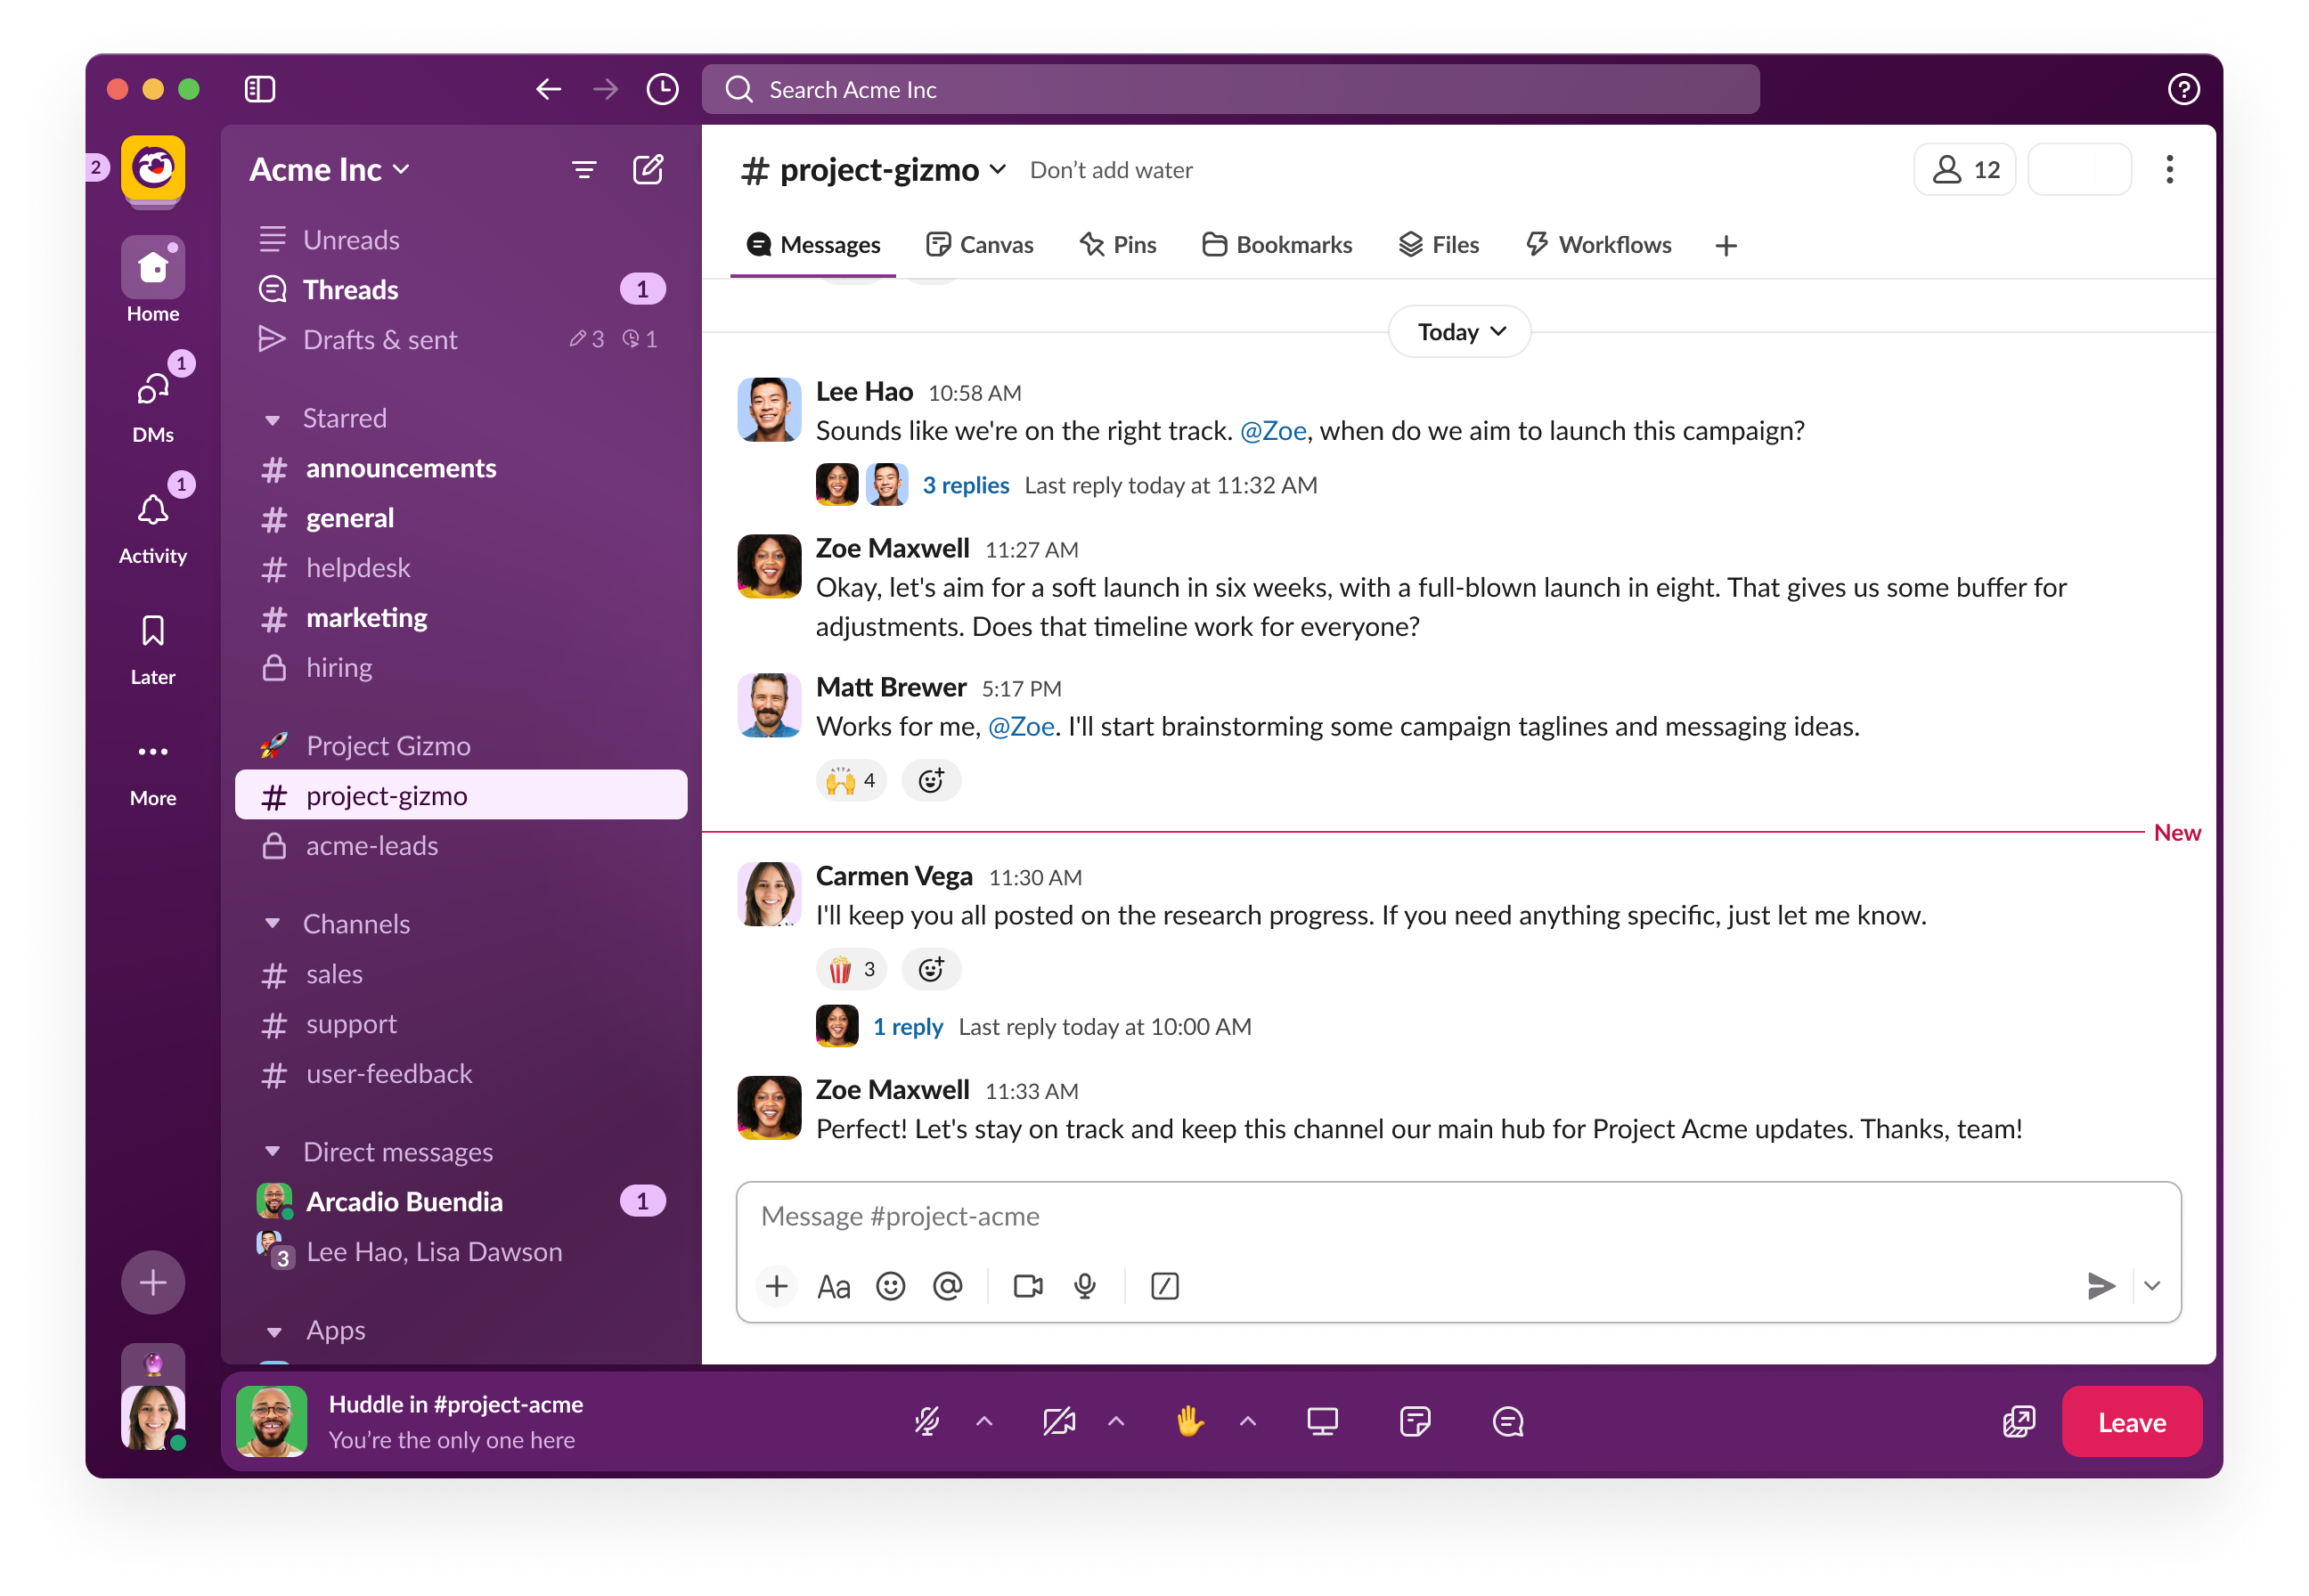 Search Acme Inc
2
Home
1
DMs
1
Activity
Later
More
Acme Inc
Unreads
Threads 1
Drafts & sent 3 1
Starred
# announcements
# general
# helpdesk
# marketing
hiring
Project Gizmo
# project-gizmo
acme-leads
Channels
# sales
# support
# user-feedback
Direct messages
Arcadio Buendia 1
3 Lee Hao, Lisa Dawson
Apps
# project-gizmo Don’t add water 12
Messages Canvas Pins Bookmarks Files Workflows
Today
Lee Hao 10:58 AM
Sounds like we're on the right track. @Zoe, when do we aim to launch this campaign?
3 replies Last reply today at 11:32 AM
Zoe Maxwell 11:27 AM
Okay, let's aim for a soft launch in six weeks, with a full-blown launch in eight. That gives us some buffer for
adjustments. Does that timeline work for everyone?
Matt Brewer 5:17 PM
Works for me, @Zoe. I'll start brainstorming some campaign taglines and messaging ideas.
🙌 4
New
Carmen Vega 11:30 AM
I'll keep you all posted on the research progress. If you need anything specific, just let me know.
🍿 3
1 reply Last reply today at 10:00 AM
Zoe Maxwell 11:33 AM
Perfect! Let's stay on track and keep this channel our main hub for Project Acme updates. Thanks, team!
Message #project-acme
Aa
Huddle in #project-acme
You’re the only one here
Leave